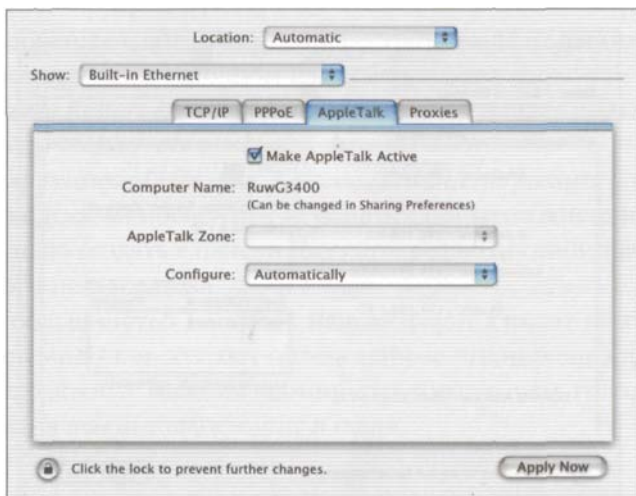 Location: Automatic
Show: Built-in Ethernet
TCP/IP PPPoE AppleTalk Proxies
Make AppleTalk Active
Computer Name: RuwG3400
(Can be changed in Sharing Preferences)
AppleTalk Zone:
Configure: Automatically
Click the lock to prevent further changes. Apply Now